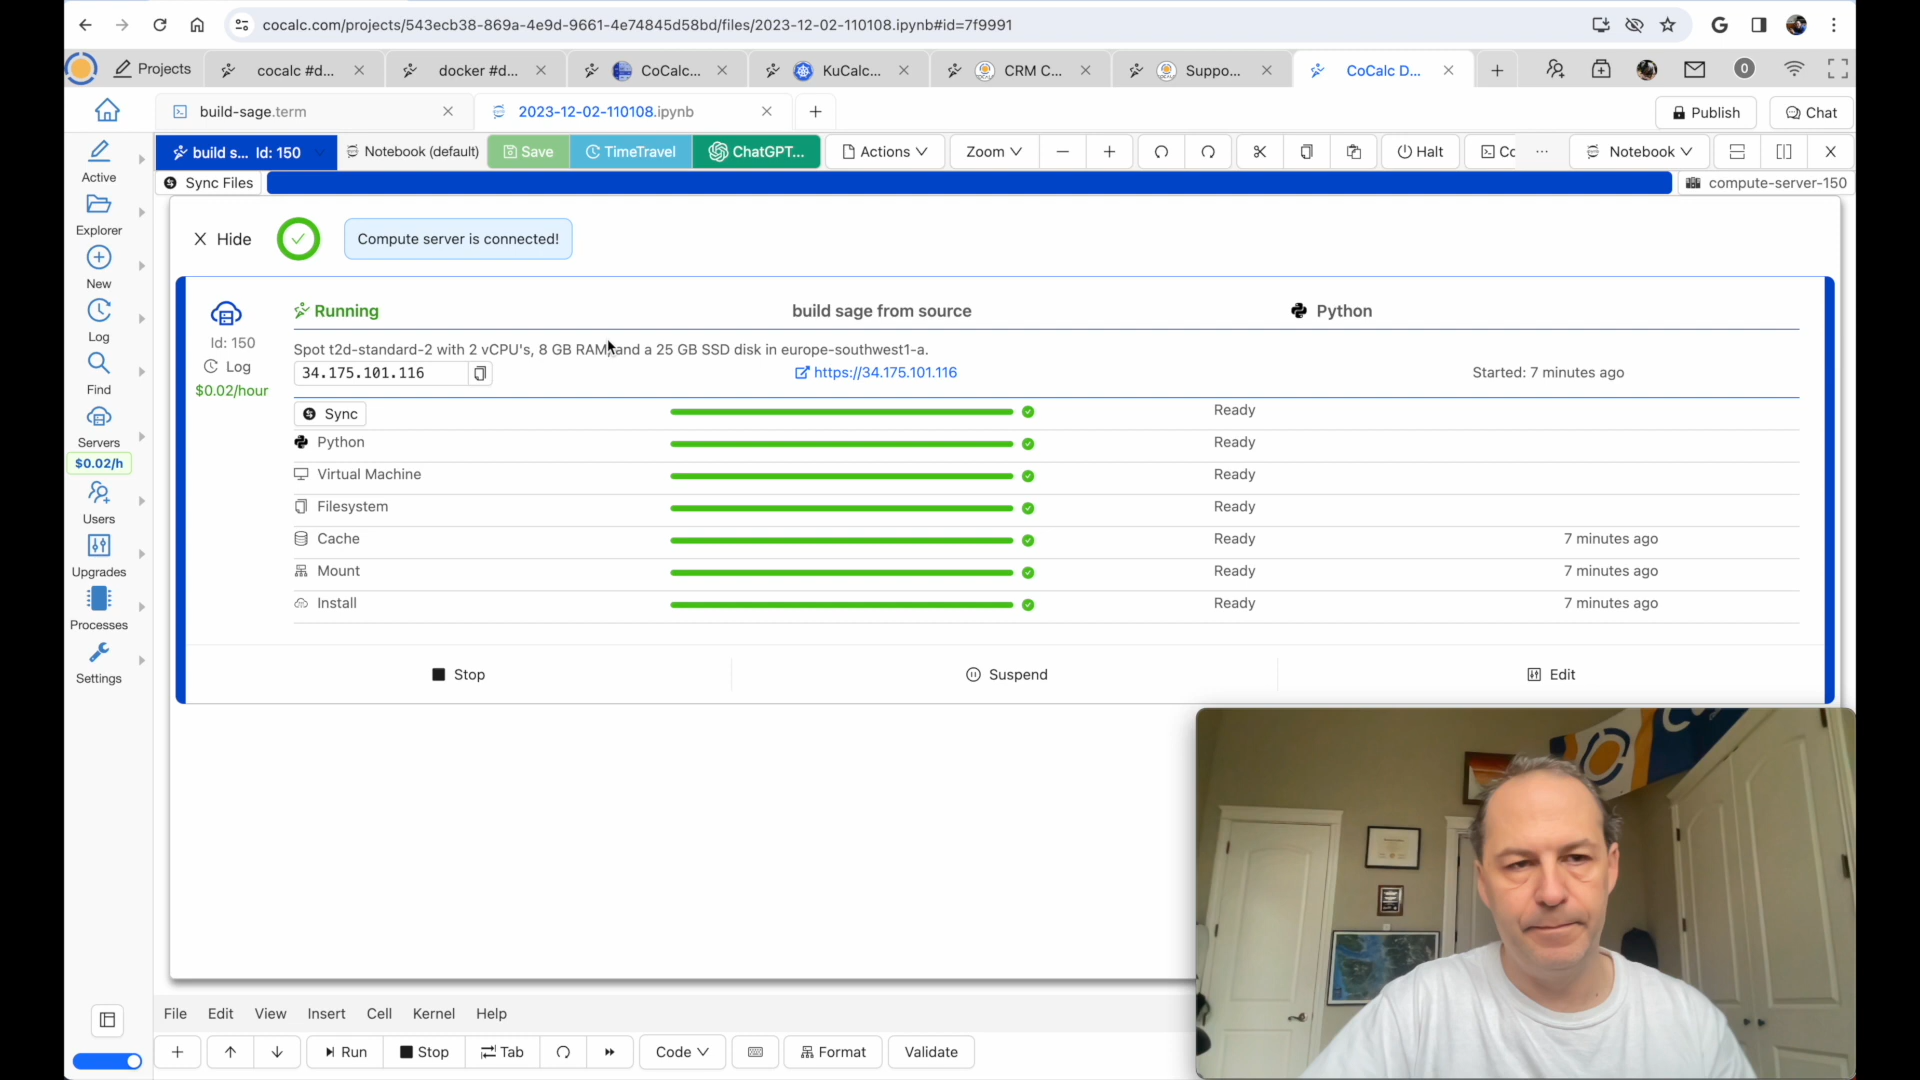 cocalc.com/projects/543ecb38-869a-4e9d-9661-4e74845d58bd/files/2023-12-02-110108.ipynb#id=7f9991
Projects
cocalc #d...
docker #d...
CoCalc...
KuCalc...
CRM C...
Suppo...
CoCalc D...
0
build-sage.term
2023-12-02-110108.ipynb
Publish
Chat
build s... Id: 150
Notebook (default)
Save
TimeTravel
ChatGPT...
Actions
Zoom
Halt
Cc
...
Notebook
Sync Files
compute-server-150
Active
Explorer
New
Log
Find
Servers
$0.02/h
Users
Upgrades
Processes
Settings
Hide
Compute server is connected!
Running
build sage from source
Python
Id: 150
Log
$0.02/hour
Spot t2d-standard-2 with 2 vCPU's, 8 GB RAM, and a 25 GB SSD disk in europe-southwest1-a.
34.175.101.116
https://34.175.101.116
Started: 7 minutes ago
Sync Ready
Python Ready
Virtual Machine Ready
Filesystem Ready
Cache Ready 7 minutes ago
Mount Ready 7 minutes ago
Install Ready 7 minutes ago
Stop
Suspend
Edit
File Edit View Insert Cell Kernel Help
Run
Stop
Tab
Code
Format
Validate